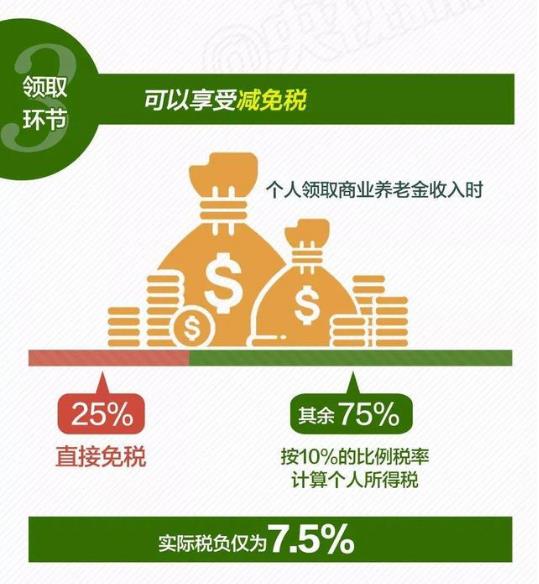 3
领取
环节
可以享受减免税
个人领取商业养老金收入时
$
$
$
25%
其余75%
直接免税
按10%的比例税率
计算个人所得税
实际税负仅为7.5%